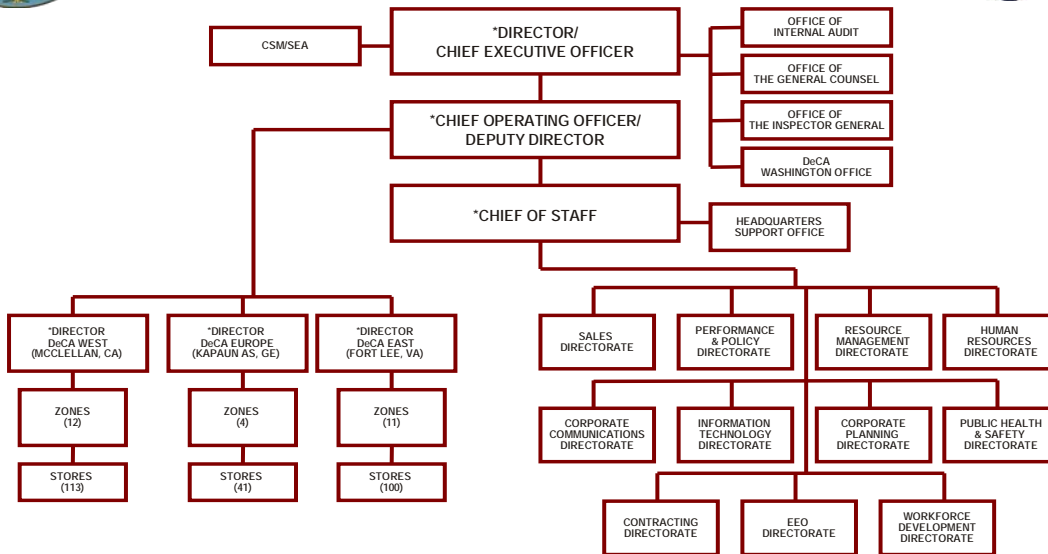 CSM/SEA
*DIRECTOR/
CHIEF EXECUTIVE OFFICER
OFFICE OF
INTERNAL AUDIT
OFFICE OF
THE GENERAL COUNSEL
OFFICE OF
THE INSPECTOR GENERAL
DeCA
WASHINGTON OFFICE
*CHIEF OPERATING OFFICER/
DEPUTY DIRECTOR
*CHIEF OF STAFF
HEADQUARTERS
SUPPORT OFFICE
*DIRECTOR
DeCA WEST
(MCCLELLAN, CA)
*DIRECTOR
DeCA EUROPE
(KAPAUN AS, GE)
*DIRECTOR
DeCA EAST
(FORT LEE, VA)
ZONES
(12)
ZONES
(4)
ZONES
(11)
STORES
(113)
STORES
(41)
STORES
(100)
SALES
DIRECTORATE
PERFORMANCE
& POLICY
DIRECTORATE
RESOURCE
MANAGEMENT
DIRECTORATE
HUMAN
RESOURCES
DIRECTORATE
CORPORATE
COMMUNICATIONS
DIRECTORATE
INFORMATION
TECHNOLOGY
DIRECTORATE
CORPORATE
PLANNING
DIRECTORATE
PUBLIC HEALTH
& SAFETY
DIRECTORATE
CONTRACTING
DIRECTORATE
EEO
DIRECTORATE
WORKFORCE
DEVELOPMENT
DIRECTORATE